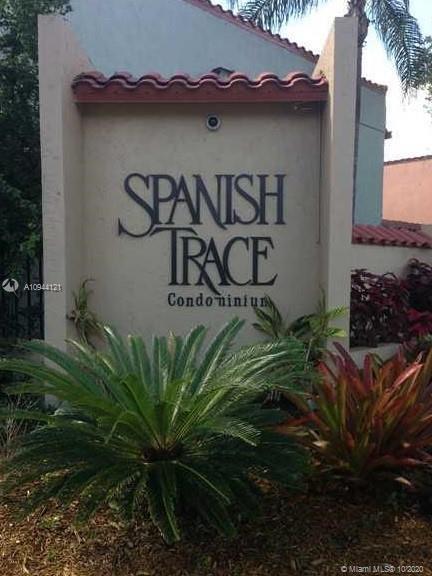 SPANISH
TRACE
Condominium
A10944121
© Miami MLS® 10/2020